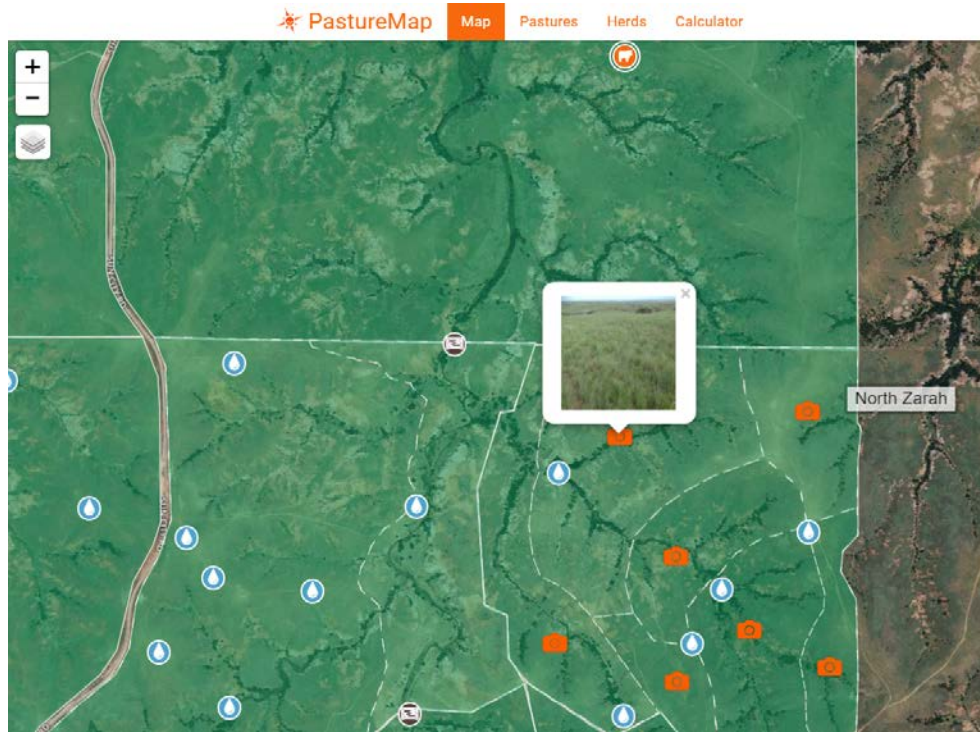 PastureMap
Map
Pastures
Herds
Calculator
+
−
×
North Zarah